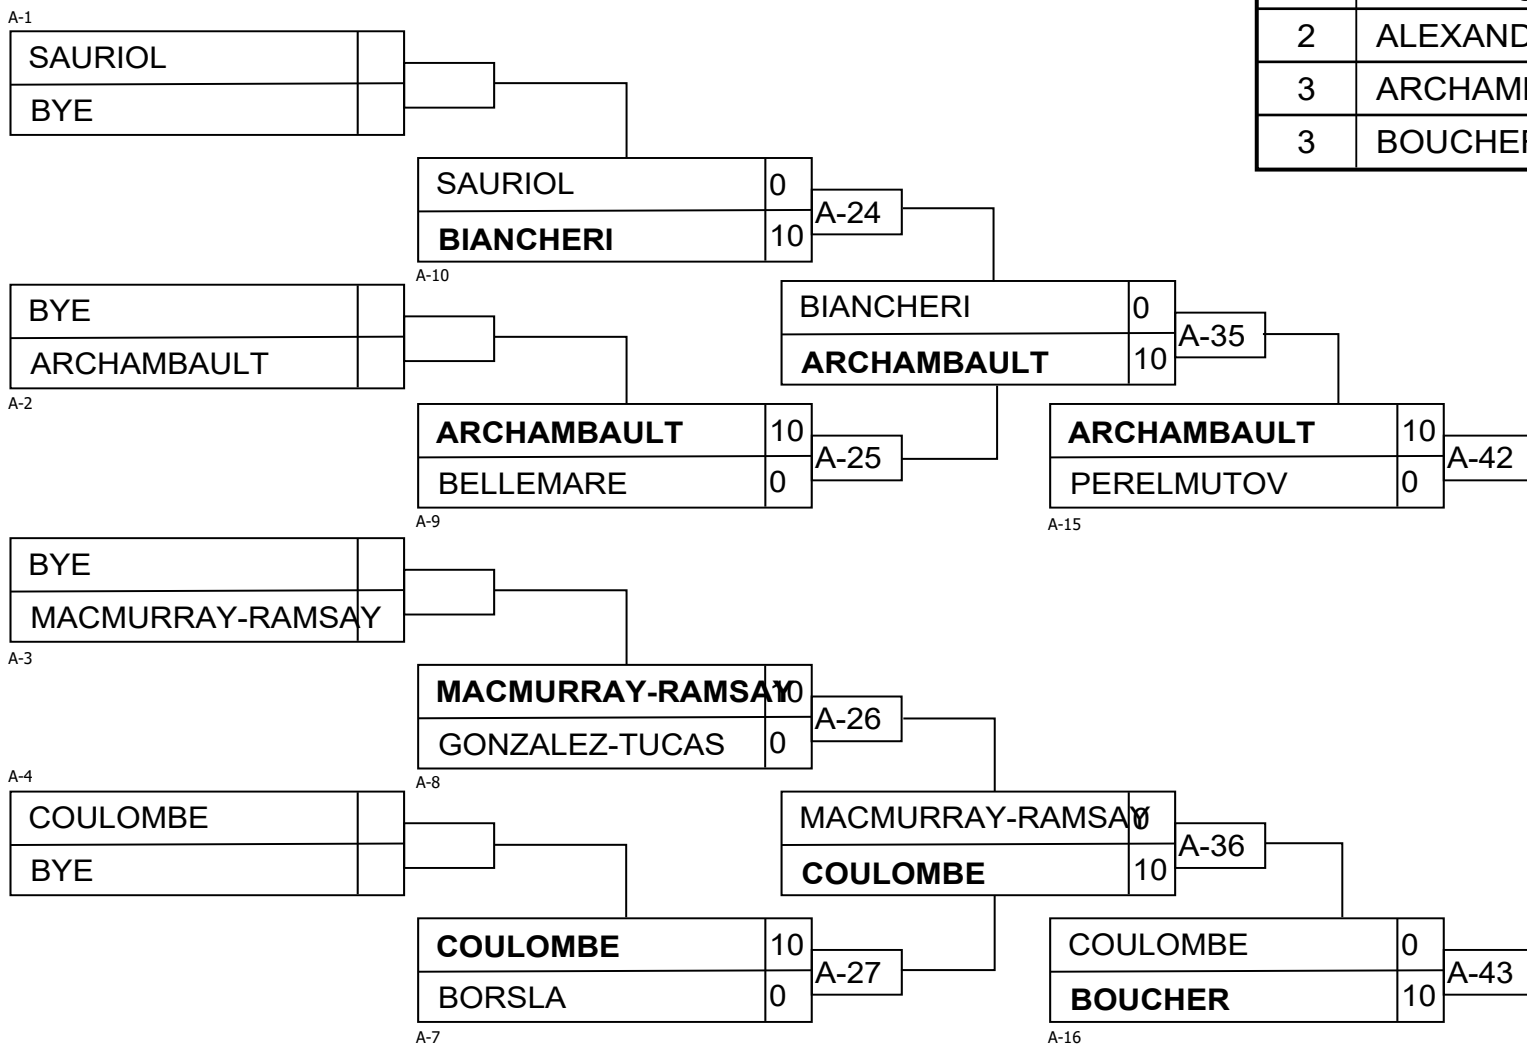 A-1
SAURIOL
BYE
2
3
3
SAURIOL 0
BIANCHERI 10
A-24
A-10
BYE
ARCHAMBAULT
A-2
BIANCHERI 0
ARCHAMBAULT 10
A-35
ARCHAMBAULT 10
BELLEMARE 0
A-25
A-9
ARCHAMBAULT 10
PERELMUTOV 0
A-42
A-15
BYE
MACMURRAY-RAMSAY
A-3
MACMURRAY-RAMSAY 10
GONZALEZ-TUCAS 0
A-26
A-8
A-4
COULOMBE
BYE
MACMURRAY-RAMSAY 0
COULOMBE 10
A-36
COULOMBE 10
BORSLA 0
A-27
A-7
COULOMBE 0
BOUCHER 10
A-43
A-16